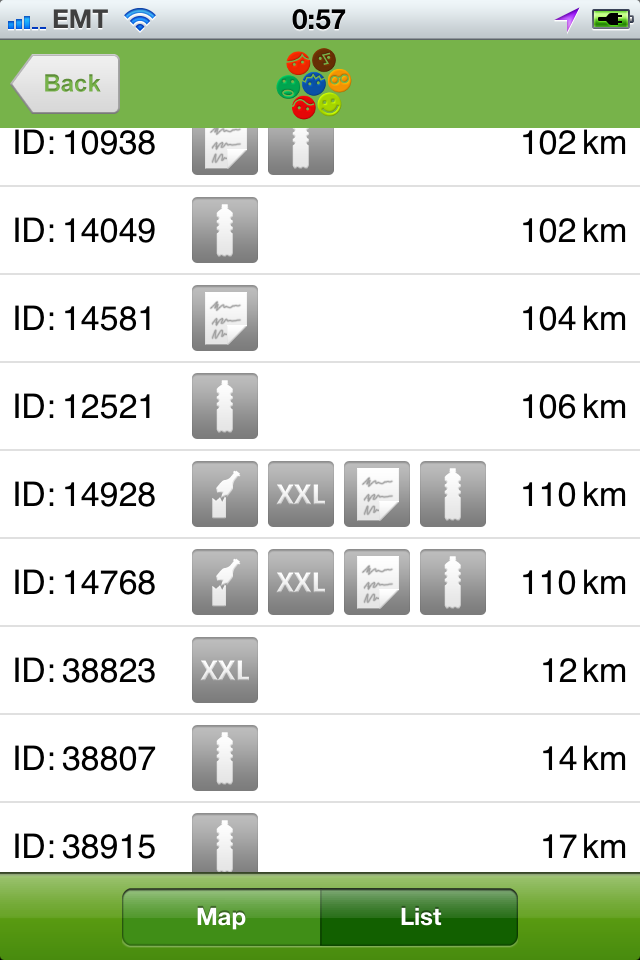 EMT 0:57
Back
ID: 10938 102 km
ID: 14049 102 km
ID: 14581 104 km
ID: 12521 106 km
ID: 14928 XXL 110 km
ID: 14768 XXL 110 km
ID: 38823 XXL 12 km
ID: 38807 14 km
ID: 38915 17 km
Map List